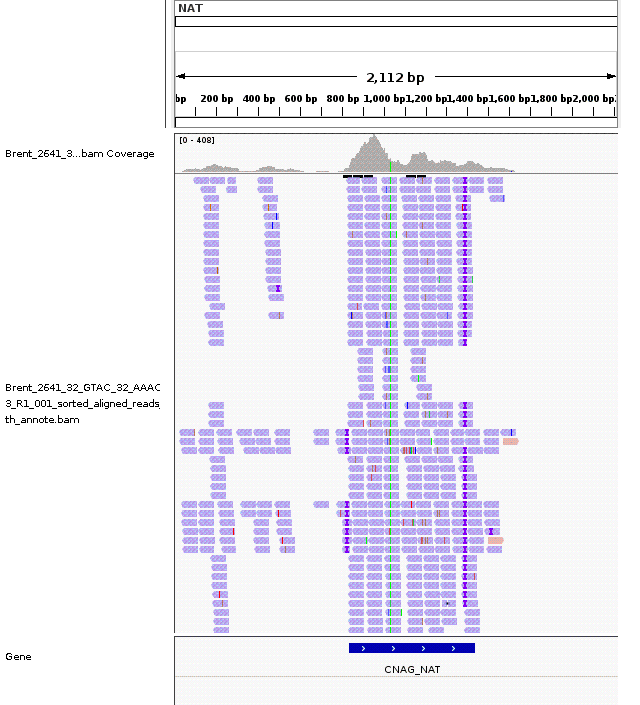 NAT
2,112 bp
bp 200 bp 400 bp 600 bp 800 bp 1,000 bp 1,200 bp 1,400 bp 1,600 bp 1,800 bp 2,000 bp
[0 - 408]
Brent_2641_3...bam Coverage
Brent_2641_32_GTAC_32_AAAC
3_R1_001_sorted_aligned_reads_
th_annote.bam
Gene
CNAG_NAT